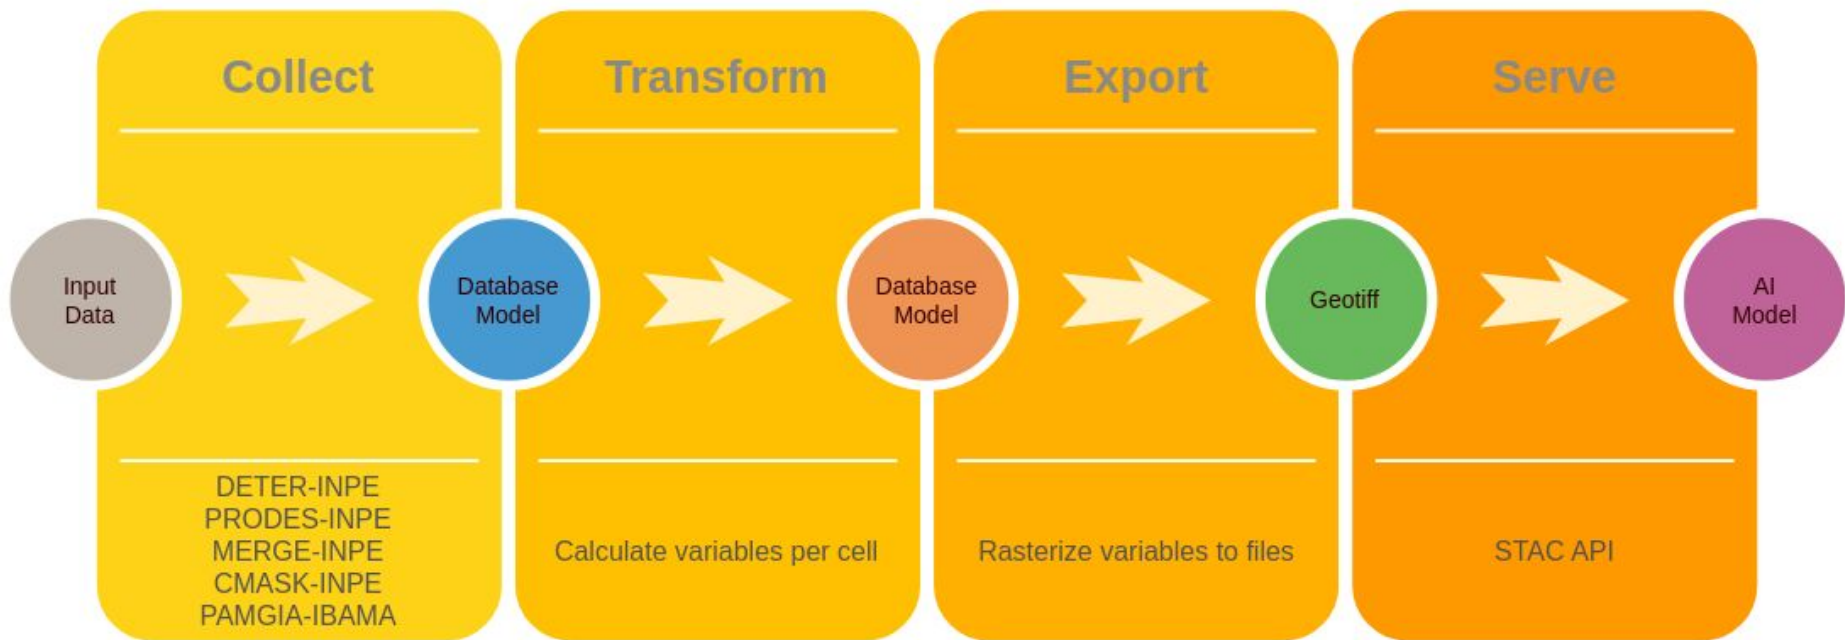 Collect
Transform
Export
Serve
Input
Data
Database
Model
Database
Model
Geotiff
AI
Model
DETER-INPE
PRODES-INPE
MERGE-INPE
CMASK-INPE
PAMGIA-IBAMA
Calculate variables per cell
Rasterize variables to files
STAC API